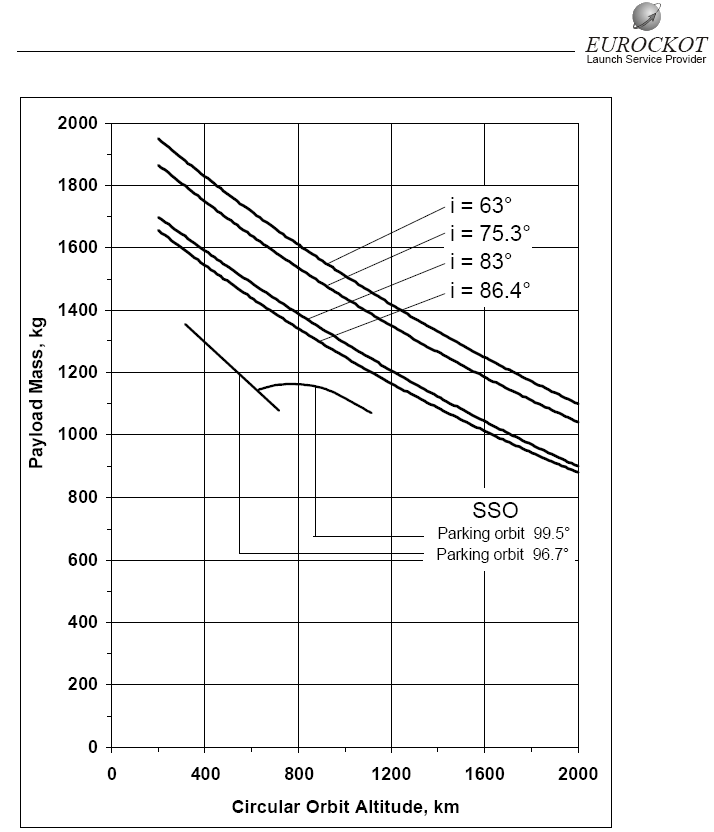 EUROCKOT
Launch Service Provider
2000
1800
1600
1400
1200
1000
800
600
400
200
0
Payload Mass, kg
i = 63°
i = 75.3°
i = 83°
i = 86.4°
SSO
Parking orbit 99.5°
Parking orbit 96.7°
0 400 800 1200 1600 2000
Circular Orbit Altitude, km